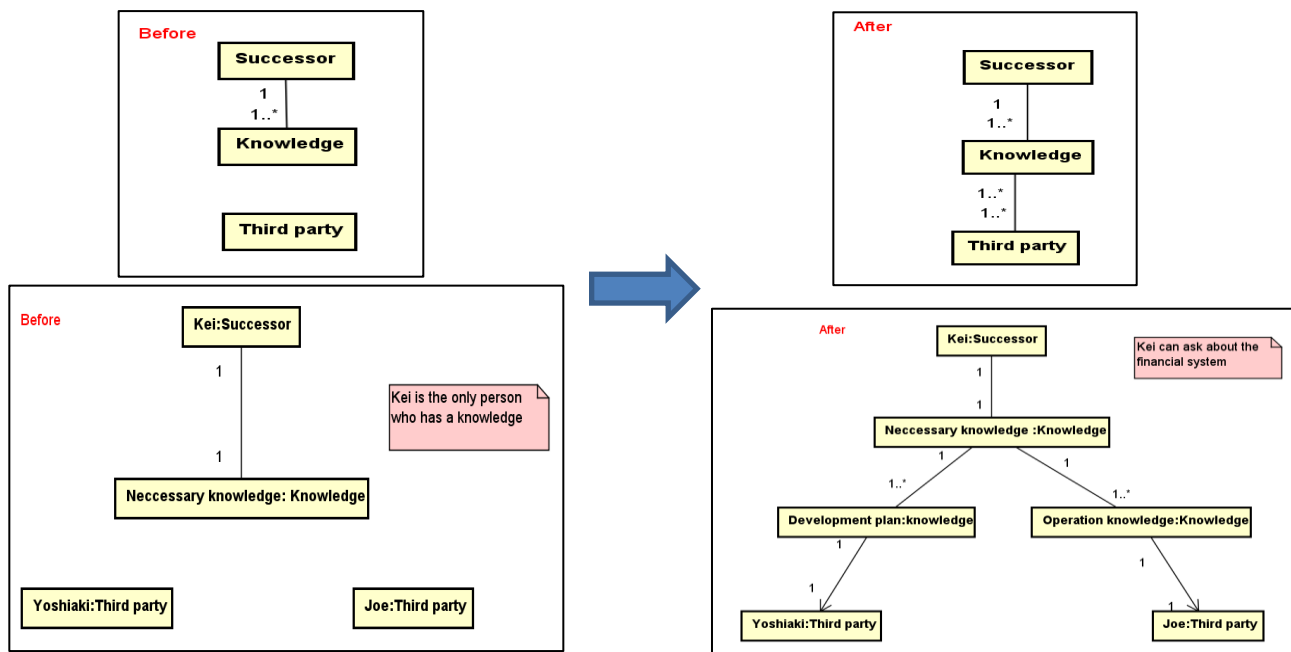 Before
Successor
1
1..*
Knowledge
Third party
After
Successor
1
1..*
Knowledge
1..*
1..*
Third party
Before
Kei:Successor
1
Kei is the only person
who has a knowledge
1
Neccessary knowledge: Knowledge
Yoshiaki:Third party
Joe:Third party
After
Kei:Successor
Kei can ask about the
financial system
1
1
Neccessary knowledge :Knowledge
1
1
1..*
1..*
Development plan:knowledge
Operation knowledge:Knowledge
1
1
1
1
Yoshiaki:Third party
Joe:Third party